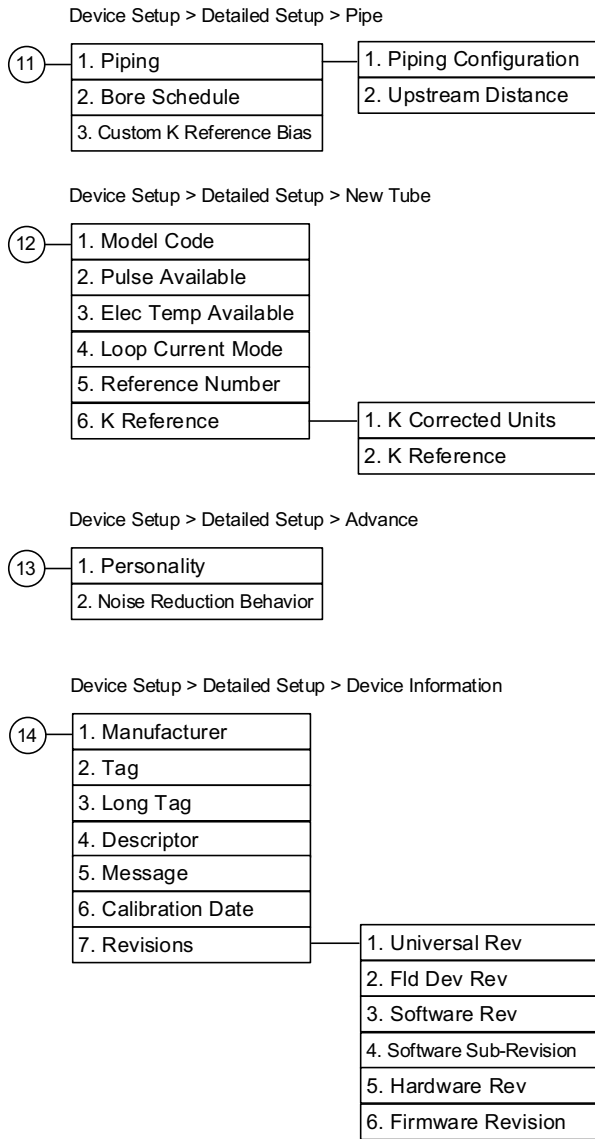 Device Setup > Detailed Setup > Pipe
11
1. Piping
2. Bore Schedule
3. Custom K Reference Bias
1. Piping Configuration
2. Upstream Distance
Device Setup > Detailed Setup > New Tube
12
1. Model Code
2. Pulse Available
3. Elec Temp Available
4. Loop Current Mode
5. Reference Number
6. K Reference
1. K Corrected Units
2. K Reference
Device Setup > Detailed Setup > Advance
13
1. Personality
2. Noise Reduction Behavior
Device Setup > Detailed Setup > Device Information
14
1. Manufacturer
2. Tag
3. Long Tag
4. Descriptor
5. Message
6. Calibration Date
7. Revisions
1. Universal Rev
2. Fld Dev Rev
3. Software Rev
4. Software Sub-Revision
5. Hardware Rev
6. Firmware Revision